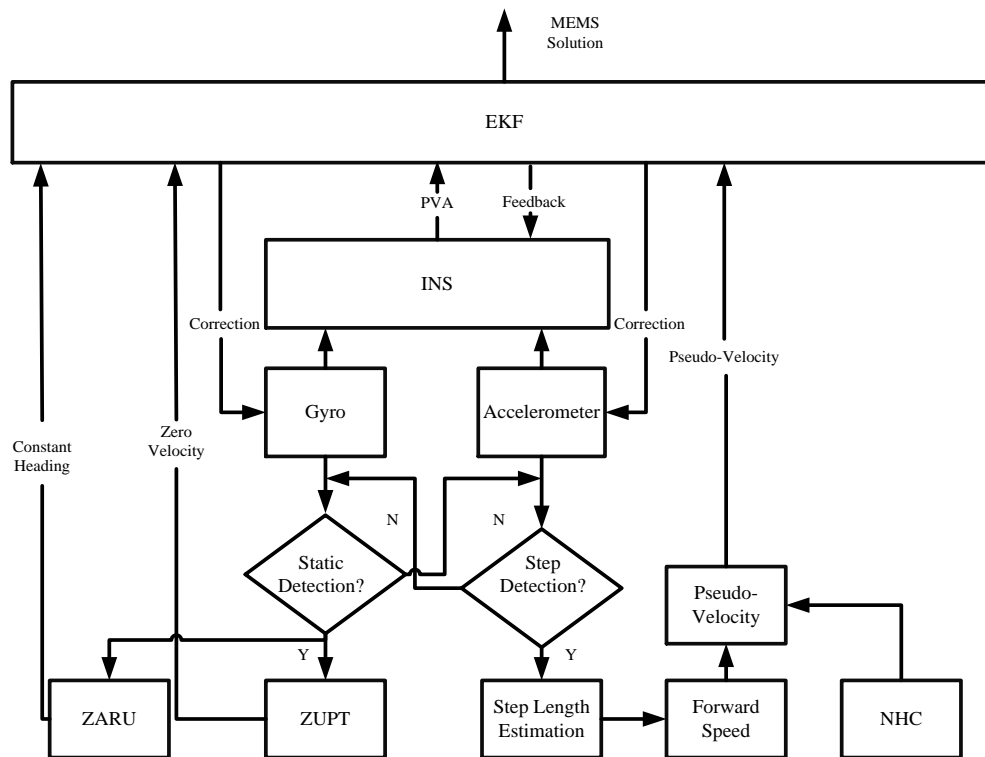 MEMS
Solution
EKF
PVA
Feedback
INS
Correction
Correction
Pseudo-Velocity
Gyro
Accelerometer
Constant
Heading
Zero
Velocity
N
N
Static
Detection?
Step
Detection?
Pseudo-
Velocity
Y
Y
ZARU
ZUPT
Step Length
Estimation
Forward
Speed
NHC